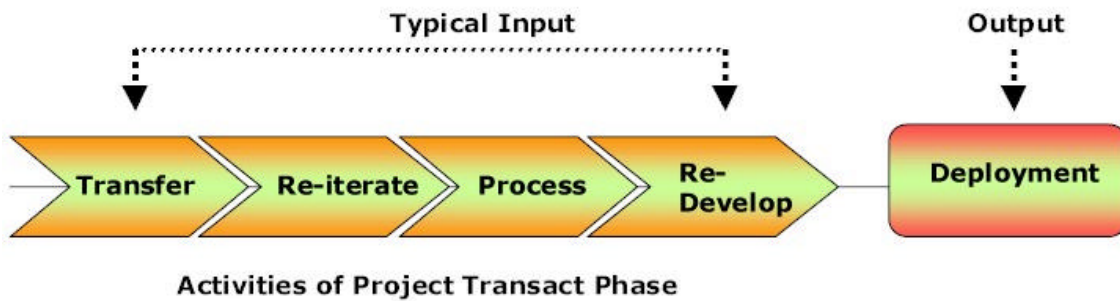 Typical Input
Output
Transfer
Re-iterate
Process
Re-
Develop
Deployment
Activities of Project Transact Phase